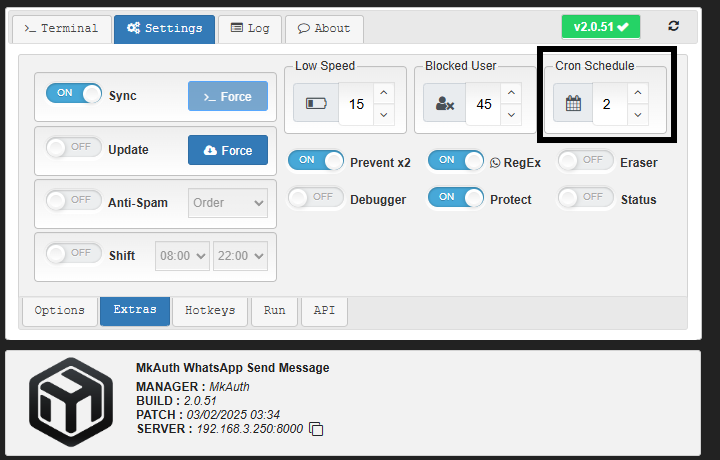 >_ Terminal Settings Log About v2.0.51
Low Speed Blocked User Cron Schedule
ON Sync >_ Force 15 45 2
OFF Update Force ON Prevent x2 ON RegEx OFF Eraser
OFF Anti-Spam Order OFF Debugger ON Protect OFF Status
OFF Shift 08:00 22:00
Options Extras Hotkeys Run API
MkAuth WhatsApp Send Message
MANAGER : MkAuth
BUILD : 2.0.51
PATCH : 03/02/2025 03:34
SERVER : 192.168.3.250:8000